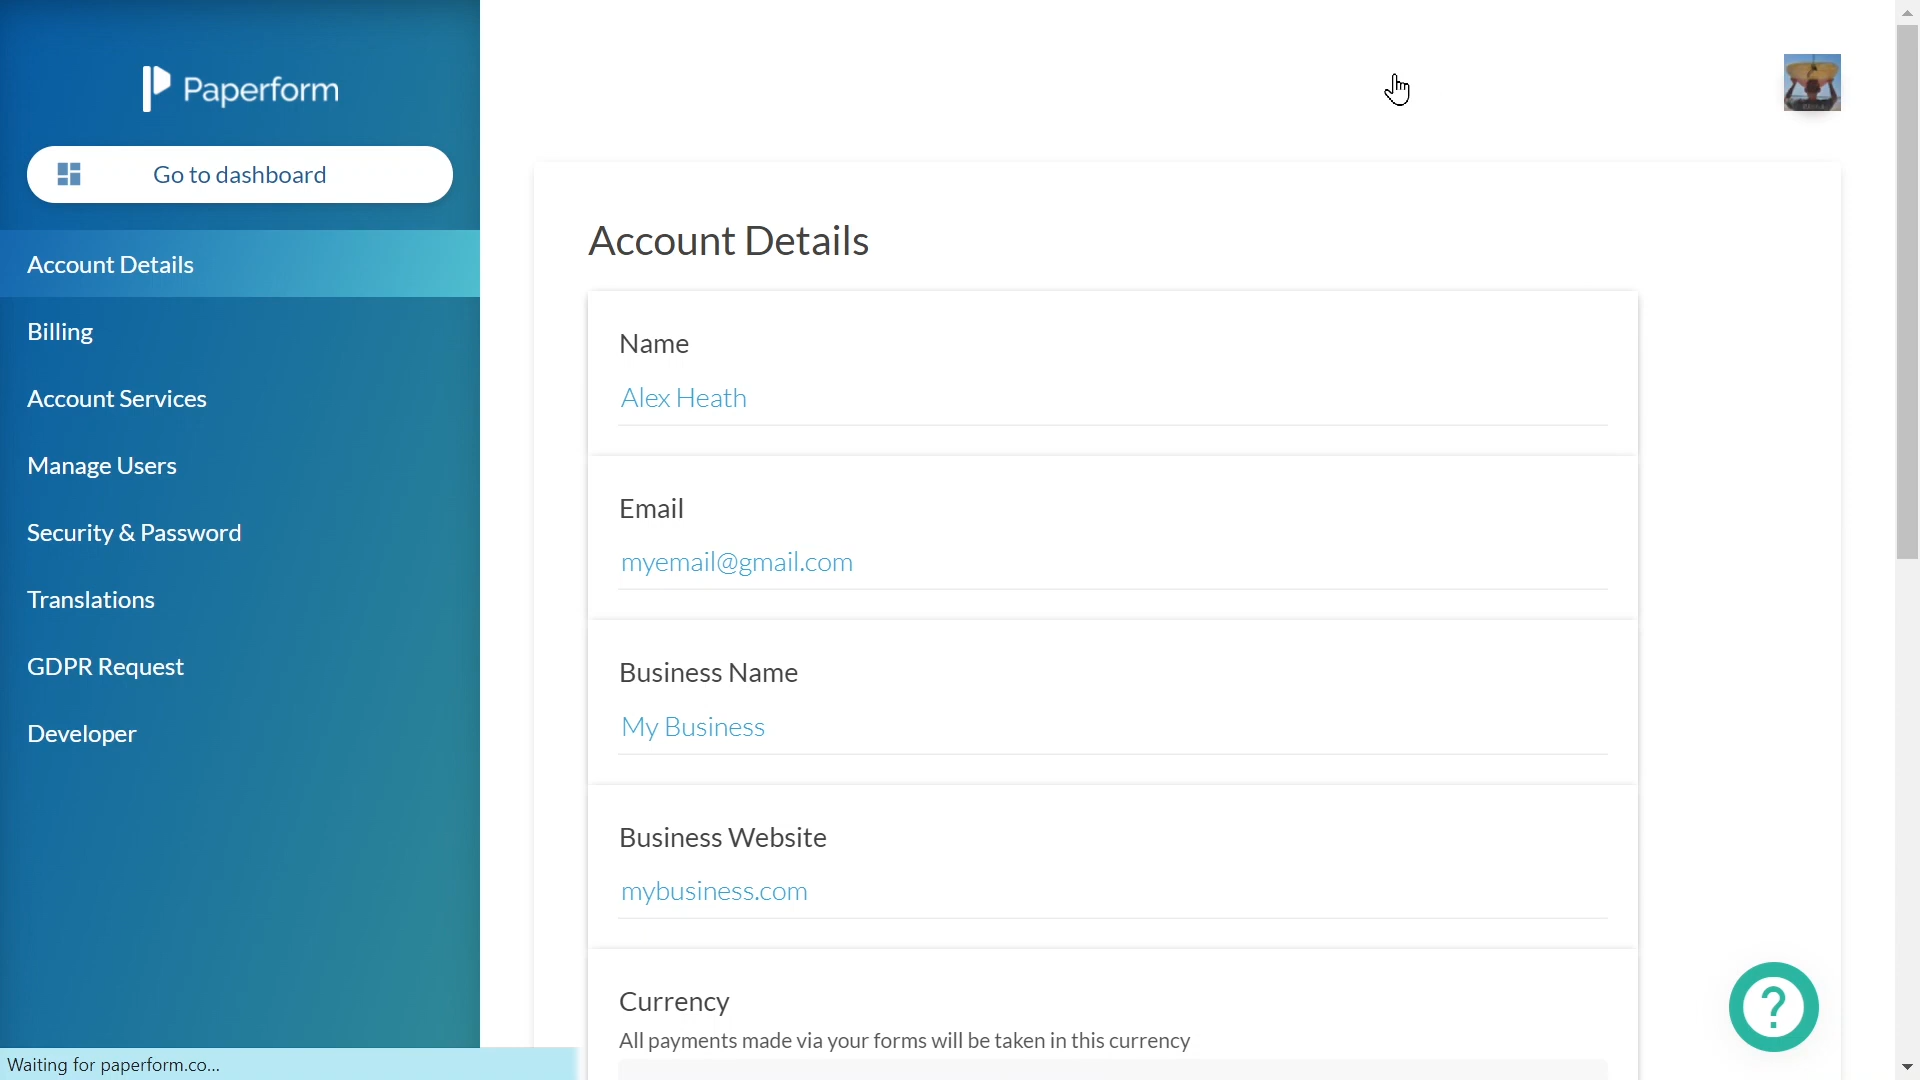 Paperform
Go to dashboard
Account Details
Billing
Account Services
Manage Users
Security & Password
Translations
GDPR Request
Developer
Waiting for paperform.co...
Account Details
Name
Alex Heath
Email
myemail@gmail.com
Business Name
My Business
Business Website
mybusiness.com
Currency
All payments made via your forms will be taken in this currency
?